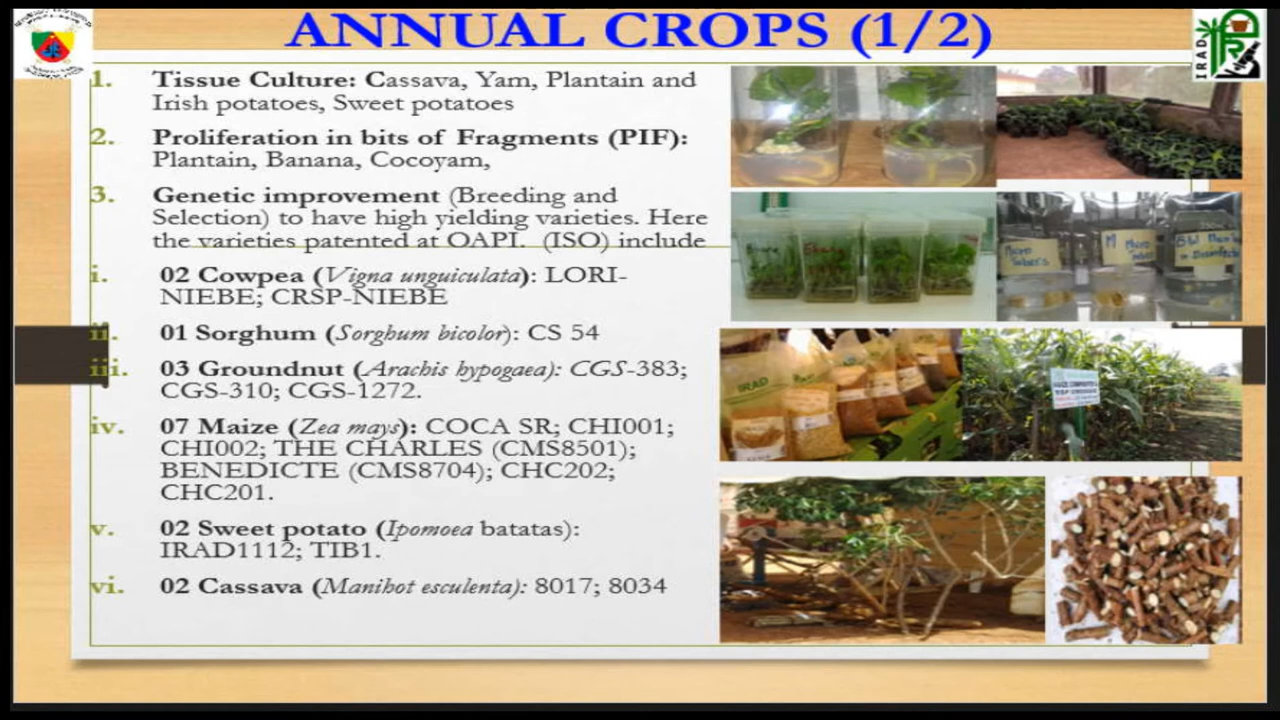 ANNUAL CROPS (1/2)
IRAD
1. Tissue Culture: Cassava, Yam, Plantain and
Irish potatoes, Sweet potatoes
2. Proliferation in bits of Fragments (PIF):
Plantain, Banana, Cocoyam,
3. Genetic improvement (Breeding and
Selection) to have high yielding varieties. Here
the varieties patented at OAPI. (ISO) include
i. 02 Cowpea (Vigna unguiculata): LORI-
NIEBE; CRSP-NIEBE
ii. 01 Sorghum (Sorghum bicolor): CS 54
iii. 03 Groundnut (Arachis hypogaea): CGS-383;
CGS-310; CGS-1272.
iv. 07 Maize (Zea mays): COCA SR; CHI001;
CHI002; THE CHARLES (CMS8501);
BENEDICTE (CMS8704); CHC202;
CHC201.
v. 02 Sweet potato (Ipomoea batatas):
IRAD1112; TIB1.
vi. 02 Cassava (Manihot esculenta): 8017; 8034
Micro
tubers
M Micro
IRAD